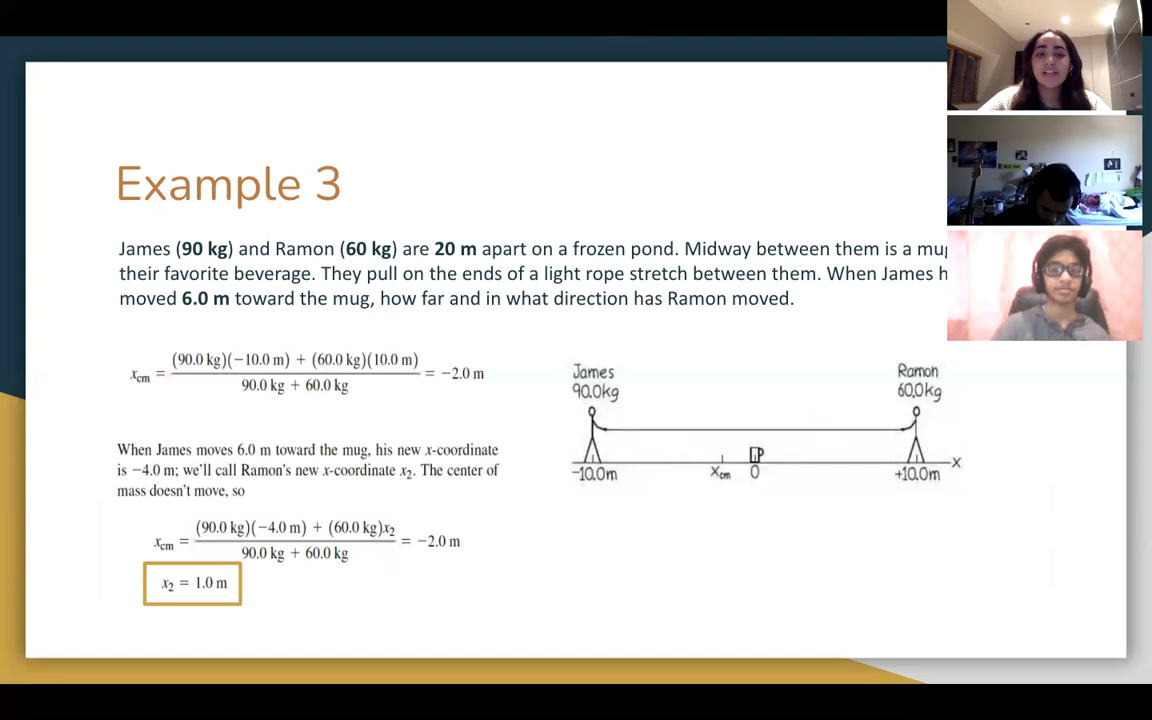 Example 3
James (90 kg) and Ramon (60 kg) are 20 m apart on a frozen pond. Midway between them is a
their favorite beverage. They pull on the ends of a light rope stretch between them. When James
moved 6.0 m toward the mug, how far and in what direction has Ramon moved.
xcm = (90.0 kg)(−10.0 m) + (60.0 kg)(10.0 m) / 90.0 kg + 60.0 kg = −2.0 m
When James moves 6.0 m toward the mug, his new x-coordinate
is −4.0 m; we'll call Ramon's new x-coordinate x2. The center of
mass doesn't move, so
xcm = (90.0 kg)(−4.0 m) + (60.0 kg)x2 / 90.0 kg + 60.0 kg = −2.0 m
x2 = 1.0 m
James
90.0kg
Ramon
60.0kg
-10.0m
xcm
0
+10.0m
x